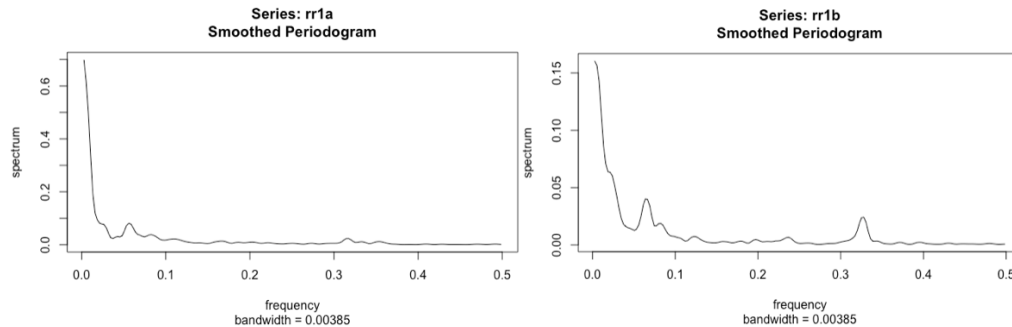 Series: rr1a
Smoothed Periodogram
spectrum
0.0
0.2
0.4
0.6
0.0
0.1
0.2
0.3
0.4
0.5
frequency
bandwidth = 0.00385
Series: rr1b
Smoothed Periodogram
spectrum
0.00
0.05
0.10
0.15
0.0
0.1
0.2
0.3
0.4
0.5
frequency
bandwidth = 0.00385